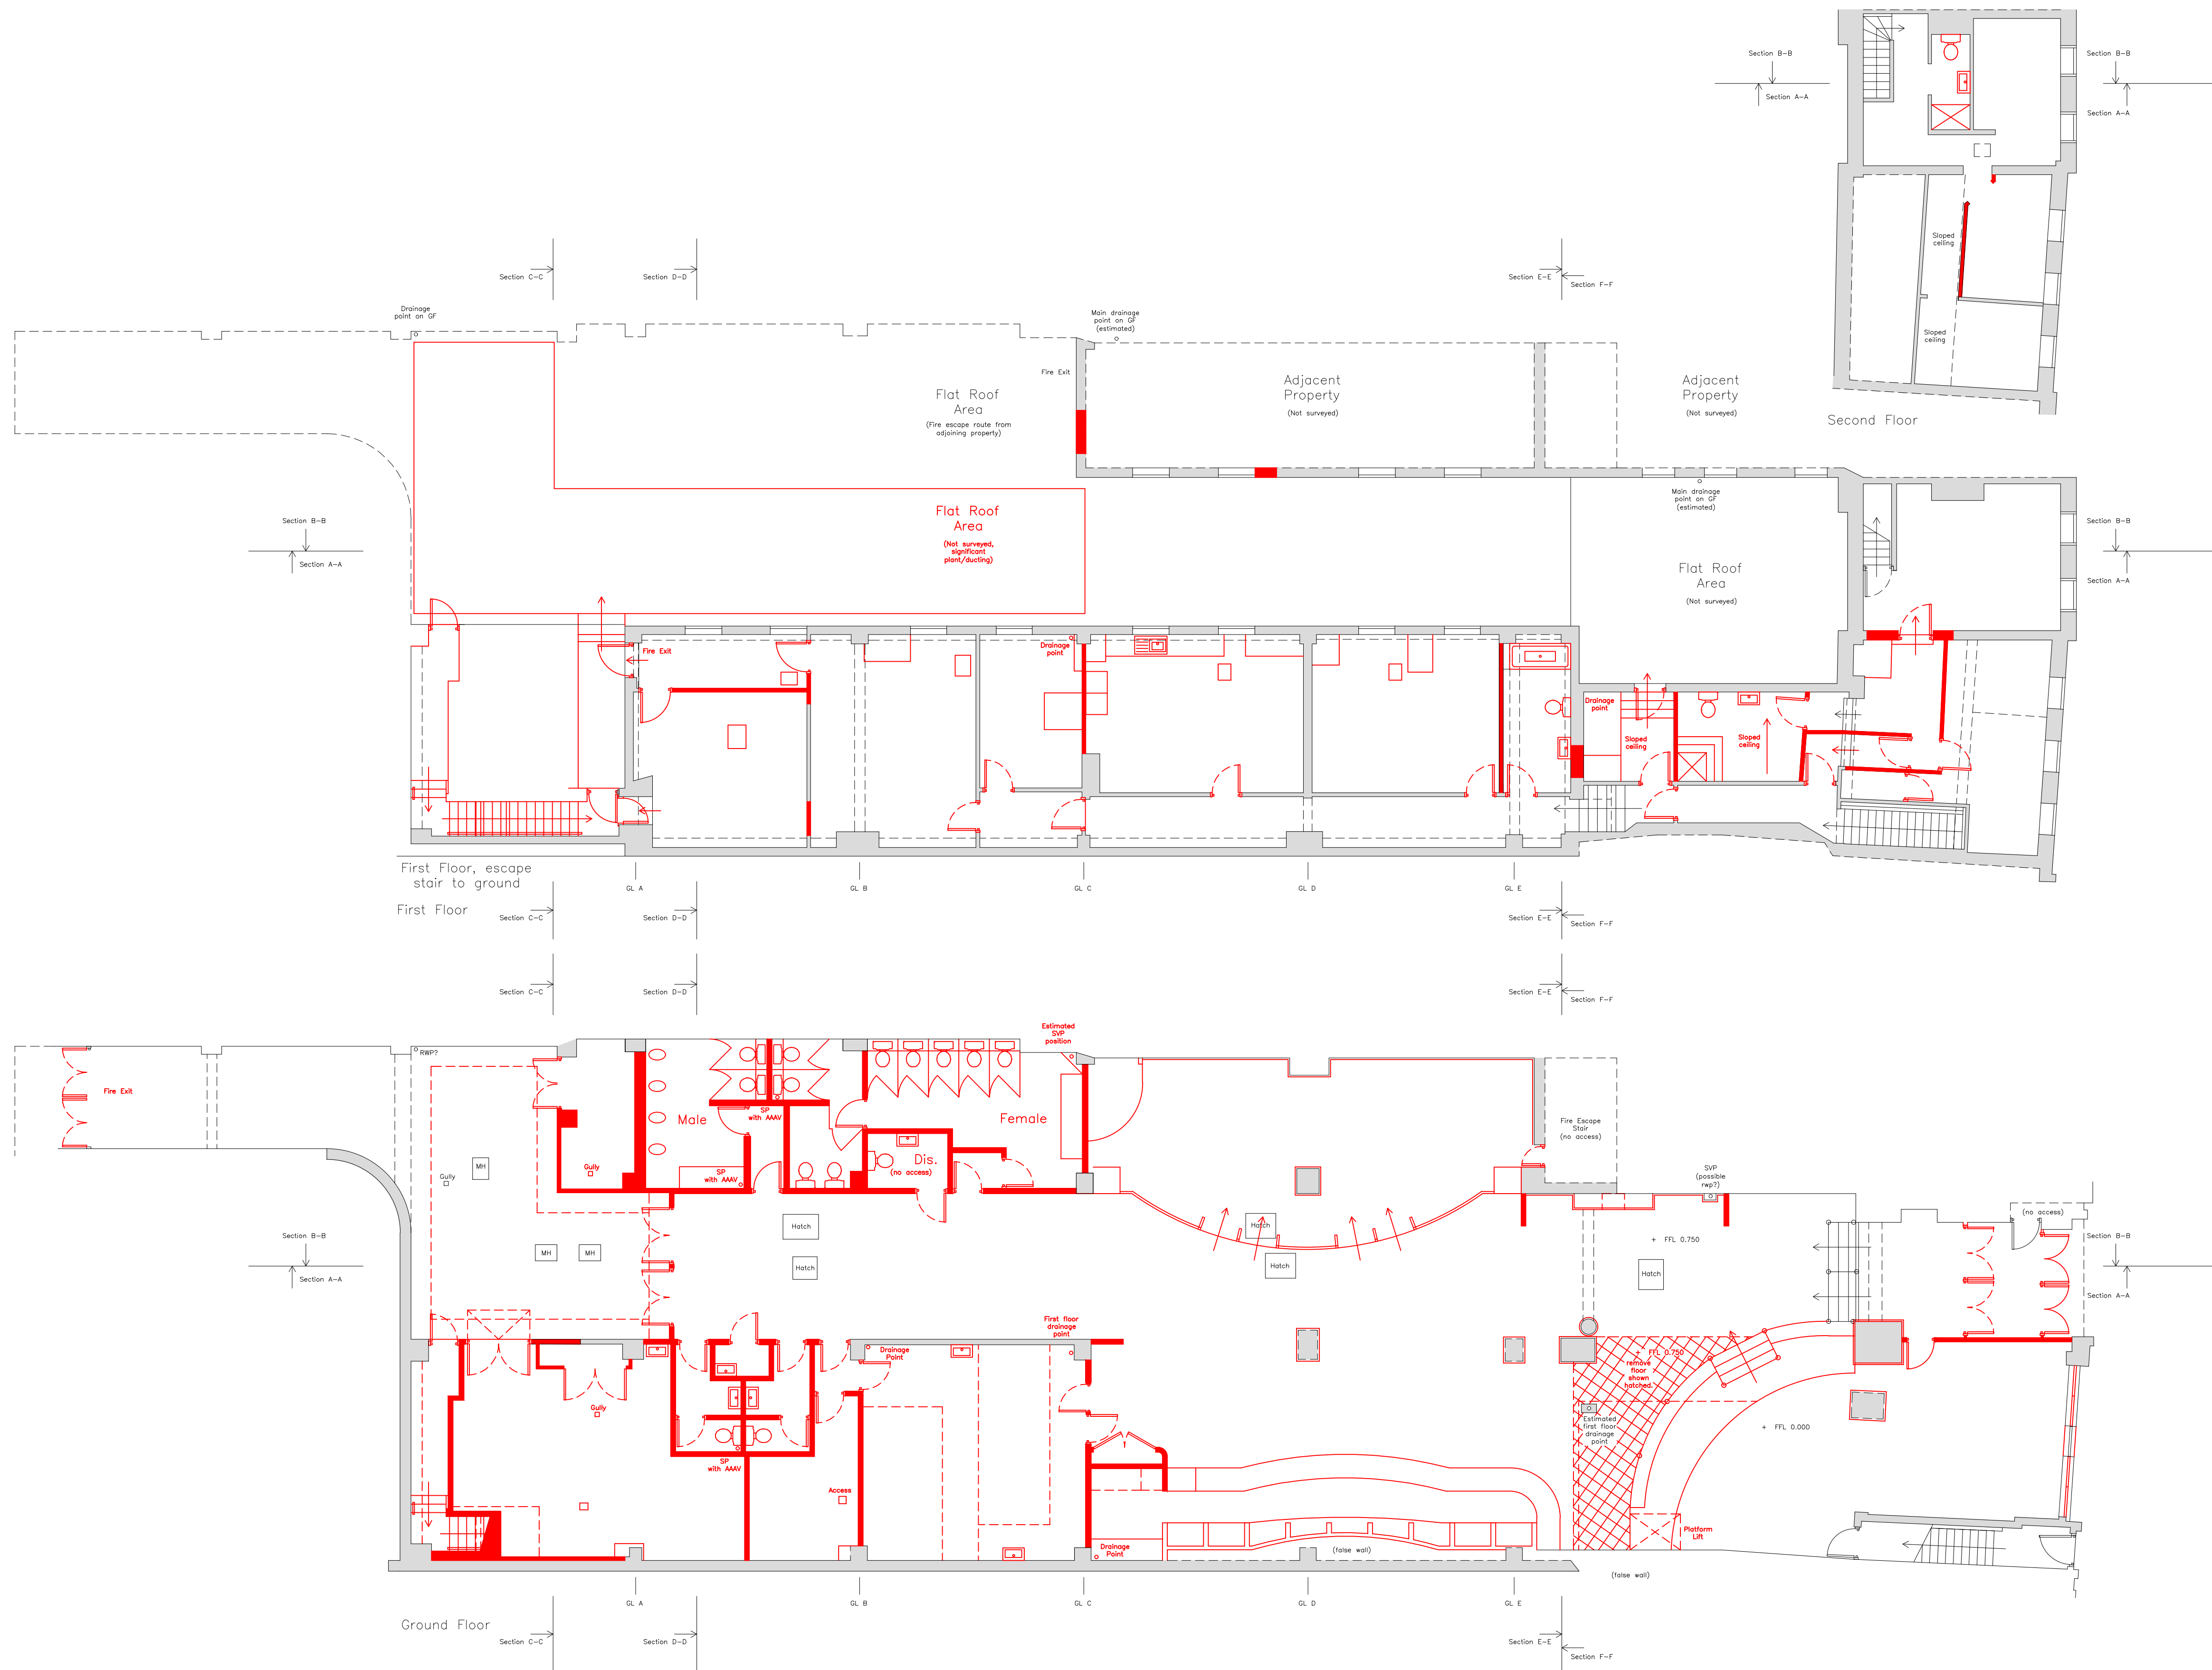 Section B-B
Section A-A
Section B-B
Section A-A
Sloped
ceiling
Sloped
ceiling
Second Floor
Section C-C
Section D-D
Section E-E
Section F-F
Drainage
point on GF
Main drainage
point on GF
(estimated)
Fire Exit
Flat Roof
Area
(Fire escape route from
adjoining property)
Adjacent
Property
(Not surveyed)
Adjacent
Property
(Not surveyed)
Flat Roof
Area
(Not surveyed,
significant
plant/ducting)
Main drainage
point on GF
(estimated)
Section B-B
Section A-A
Section B-B
Section A-A
Flat Roof
Area
(Not surveyed)
Fire Exit
Drainage
point
Drainage
point
Sloped
ceiling
Sloped
ceiling
First Floor, escape
stair to ground
First Floor
GL A
GL B
GL C
GL D
GL E
Section C-C
Section D-D
Section E-E
Section F-F
Section C-C
Section D-D
Section E-E
Section F-F
RWP?
Estimated
SVP
position
Fire Exit
Male
SP
with AAAV
Female
Fire Escape
Stair
(no access)
Gully
MH
Gully
SP
with AAAV
Dis.
(no access)
SVP
(possible
rwp?)
(no access)
Hatch
Hatch
Hatch
Hatch
MH
MH
+ FFL 0.750
Hatch
Section B-B
Section A-A
Section B-B
Section A-A
First floor
drainage
point
Drainage
Point
+ FFL 0.750
remove
floor
shown
hatched.
Gully
Estimated
first floor
drainage
point
+ FFL 0.000
SP
with AAAV
Access
Drainage
Point
(false wall)
Platform
Lift
(false wall)
GL A
GL B
GL C
GL D
GL E
Ground Floor
Section C-C
Section D-D
Section E-E
Section F-F